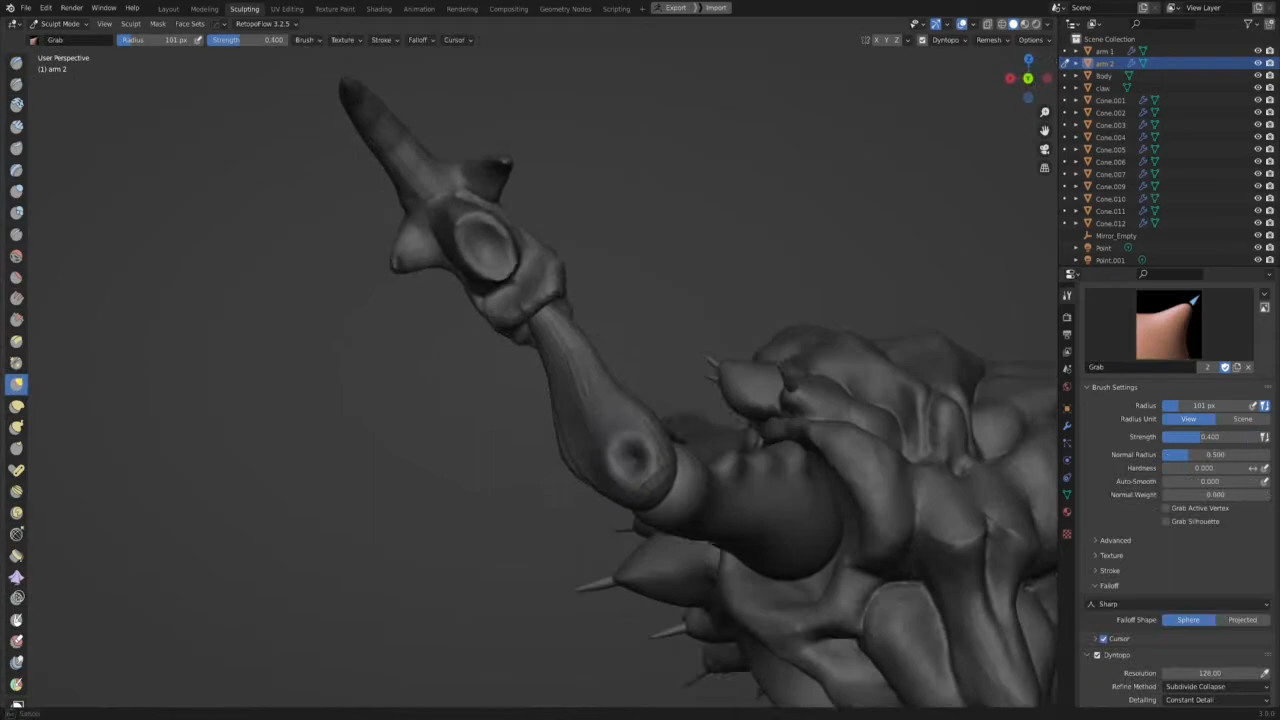 File Edit Render Window Help Layout Modeling Sculpting UV Editing Texture Paint Shading Animation Rendering Compositing Geometry Nodes Scripting + Export Import Scene View Layer
Sculpt Mode View Sculpt Mask Face Sets RetopoFlow 3.2.5
Grab Radius 101 px Strength 0.400 Brush Texture Stroke Falloff Cursor X Y Z Dyntopo Remesh Options
User Perspective
(1) arm 2
Scene Collection
arm 1
arm 2
Body
claw
Cone.001
Cone.002
Cone.003
Cone.004
Cone.005
Cone.006
Cone.007
Cone.009
Cone.010
Cone.011
Cone.012
Mirror_Empty
Point
Point.001
Grab 2
Brush Settings
Radius 101 px
Radius Unit View Scene
Strength 0.400
Normal Radius 0.500
Hardness 0.000
Auto-Smooth 0.000
Normal Weight 0.000
Grab Active Vertex
Grab Silhouette
Advanced
Texture
Stroke
Falloff
Sharp
Falloff Shape Sphere Projected
Cursor
Dyntopo
Resolution 128.00
Refine Method Subdivide Collapse
Detailing Constant Detail
3.0.0